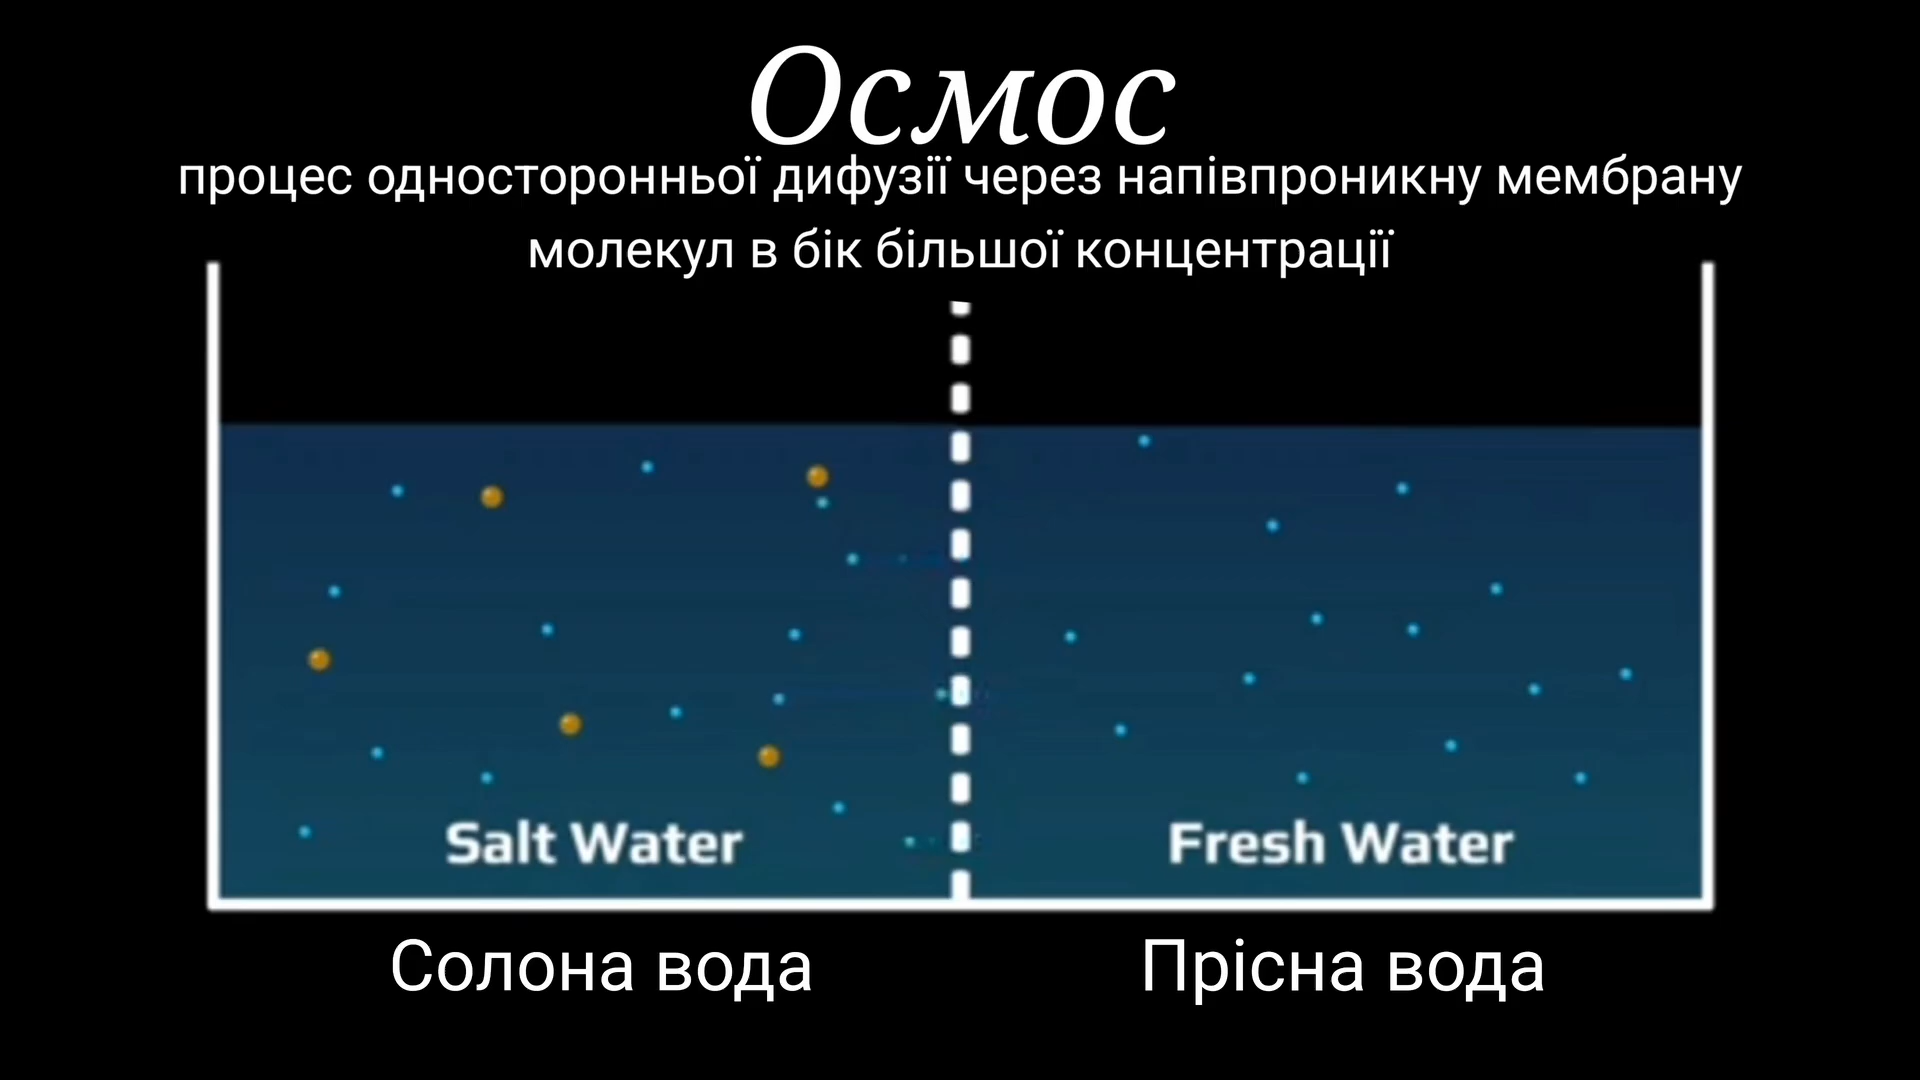 Осмос
процес односторонньої дифузії через напівпроникну мембрану
молекул в бік більшої концентрації
Salt Water
Fresh Water
Солона вода
Прісна вода